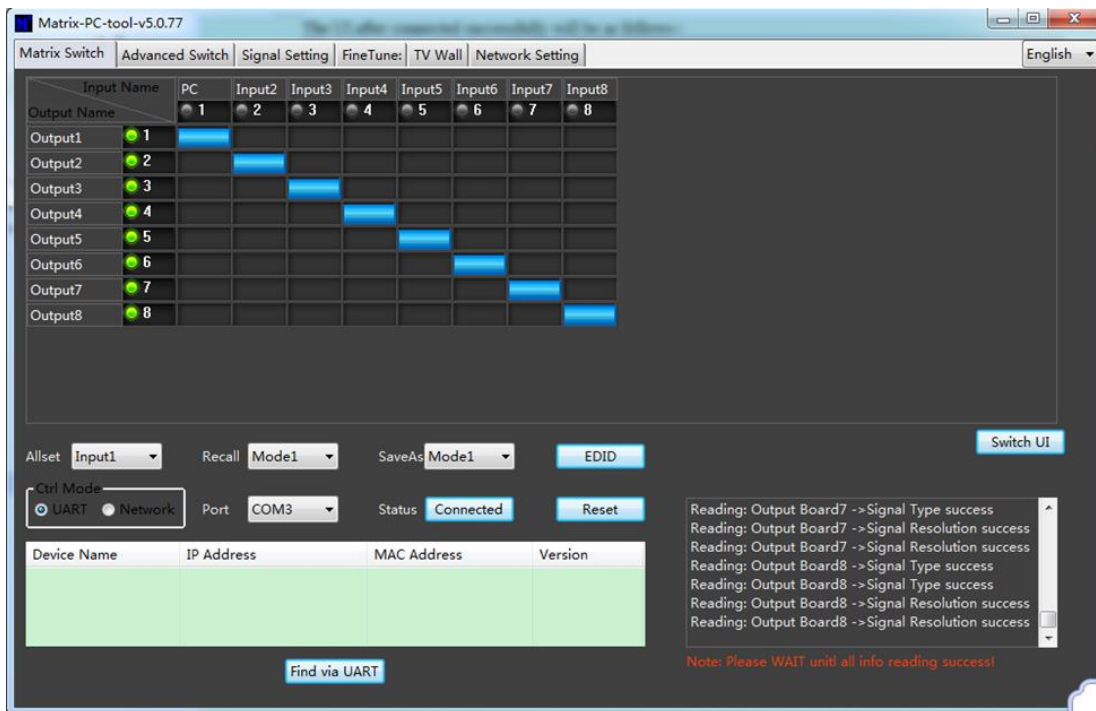 Matrix-PC-tool-v5.0.77
Matrix Switch Advanced Switch Signal Setting FineTune: TV Wall Network Setting English
Input Name PC Input2 Input3 Input4 Input5 Input6 Input7 Input8
Output Name 1 2 3 4 5 6 7 8
Output1 1
Output2 2
Output3 3
Output4 4
Output5 5
Output6 6
Output7 7
Output8 8
Switch UI
Allset Input1 Recall Mode1 SaveAs Mode1 EDID
Ctrl Mode
UART Network Port COM3 Status Connected Reset
Device Name IP Address MAC Address Version
Find via UART
Reading: Output Board7 ->Signal Type success
Reading: Output Board7 ->Signal Resolution success
Reading: Output Board7 ->Signal Resolution success
Reading: Output Board8 ->Signal Type success
Reading: Output Board8 ->Signal Type success
Reading: Output Board8 ->Signal Resolution success
Reading: Output Board8 ->Signal Resolution success
Note: Please WAIT unitl all info reading success!